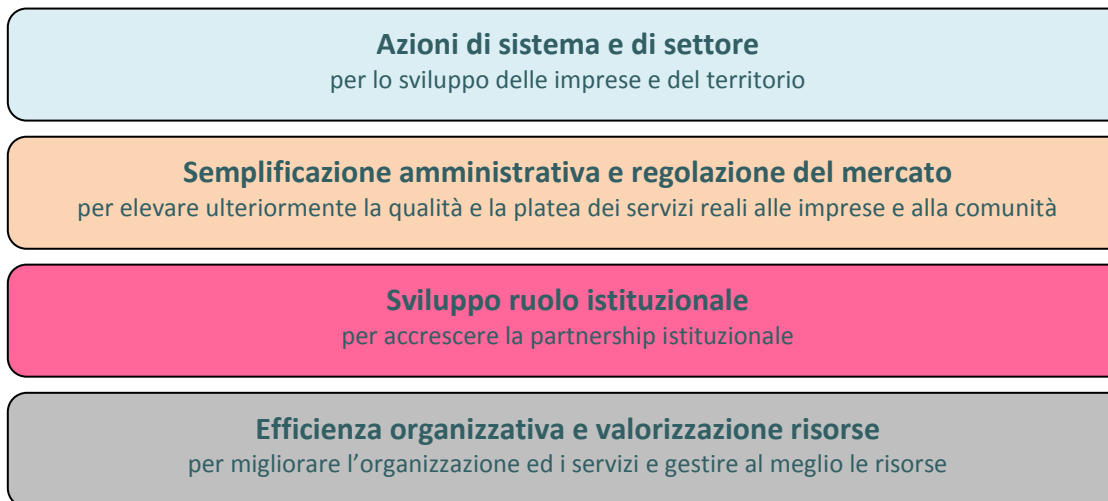 Azioni di sistema e di settore
per lo sviluppo delle imprese e del territorio
Semplificazione amministrativa e regolazione del mercato
per elevare ulteriormente la qualità e la platea dei servizi reali alle imprese e alla comunità
Sviluppo ruolo istituzionale
per accrescere la partnership istituzionale
Efficienza organizzativa e valorizzazione risorse
per migliorare l’organizzazione ed i servizi e gestire al meglio le risorse